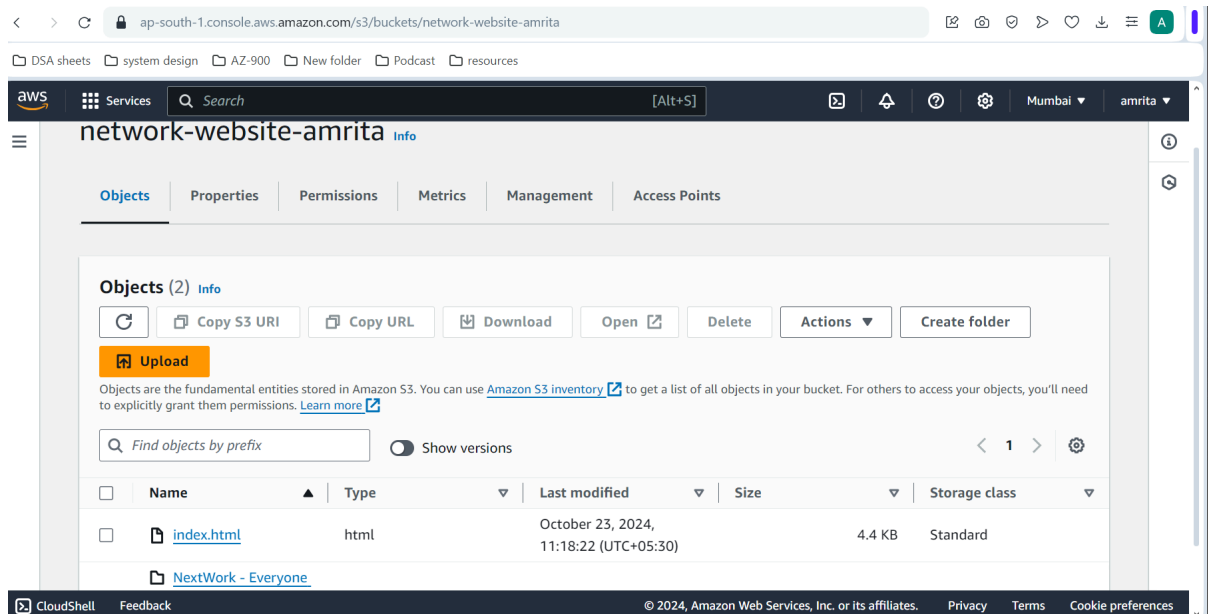 ap-south-1.console.aws.amazon.com/s3/buckets/network-website-amrita
A
DSA sheets system design AZ-900 New folder Podcast resources
aws Services Search [Alt+S] Mumbai amrita
network-website-amrita Info
Objects Properties Permissions Metrics Management Access Points
Objects (2) Info
Copy S3 URI Copy URL Download Open Delete Actions Create folder
Upload
Objects are the fundamental entities stored in Amazon S3. You can use Amazon S3 inventory to get a list of all objects in your bucket. For others to access your objects, you'll need
to explicitly grant them permissions. Learn more
Find objects by prefix Show versions 1
Name Type Last modified Size Storage class
October 23, 2024,
index.html html 4.4 KB Standard
11:18:22 (UTC+05:30)
NextWork - Everyone
CloudShell Feedback © 2024, Amazon Web Services, Inc. or its affiliates. Privacy Terms Cookie preferences